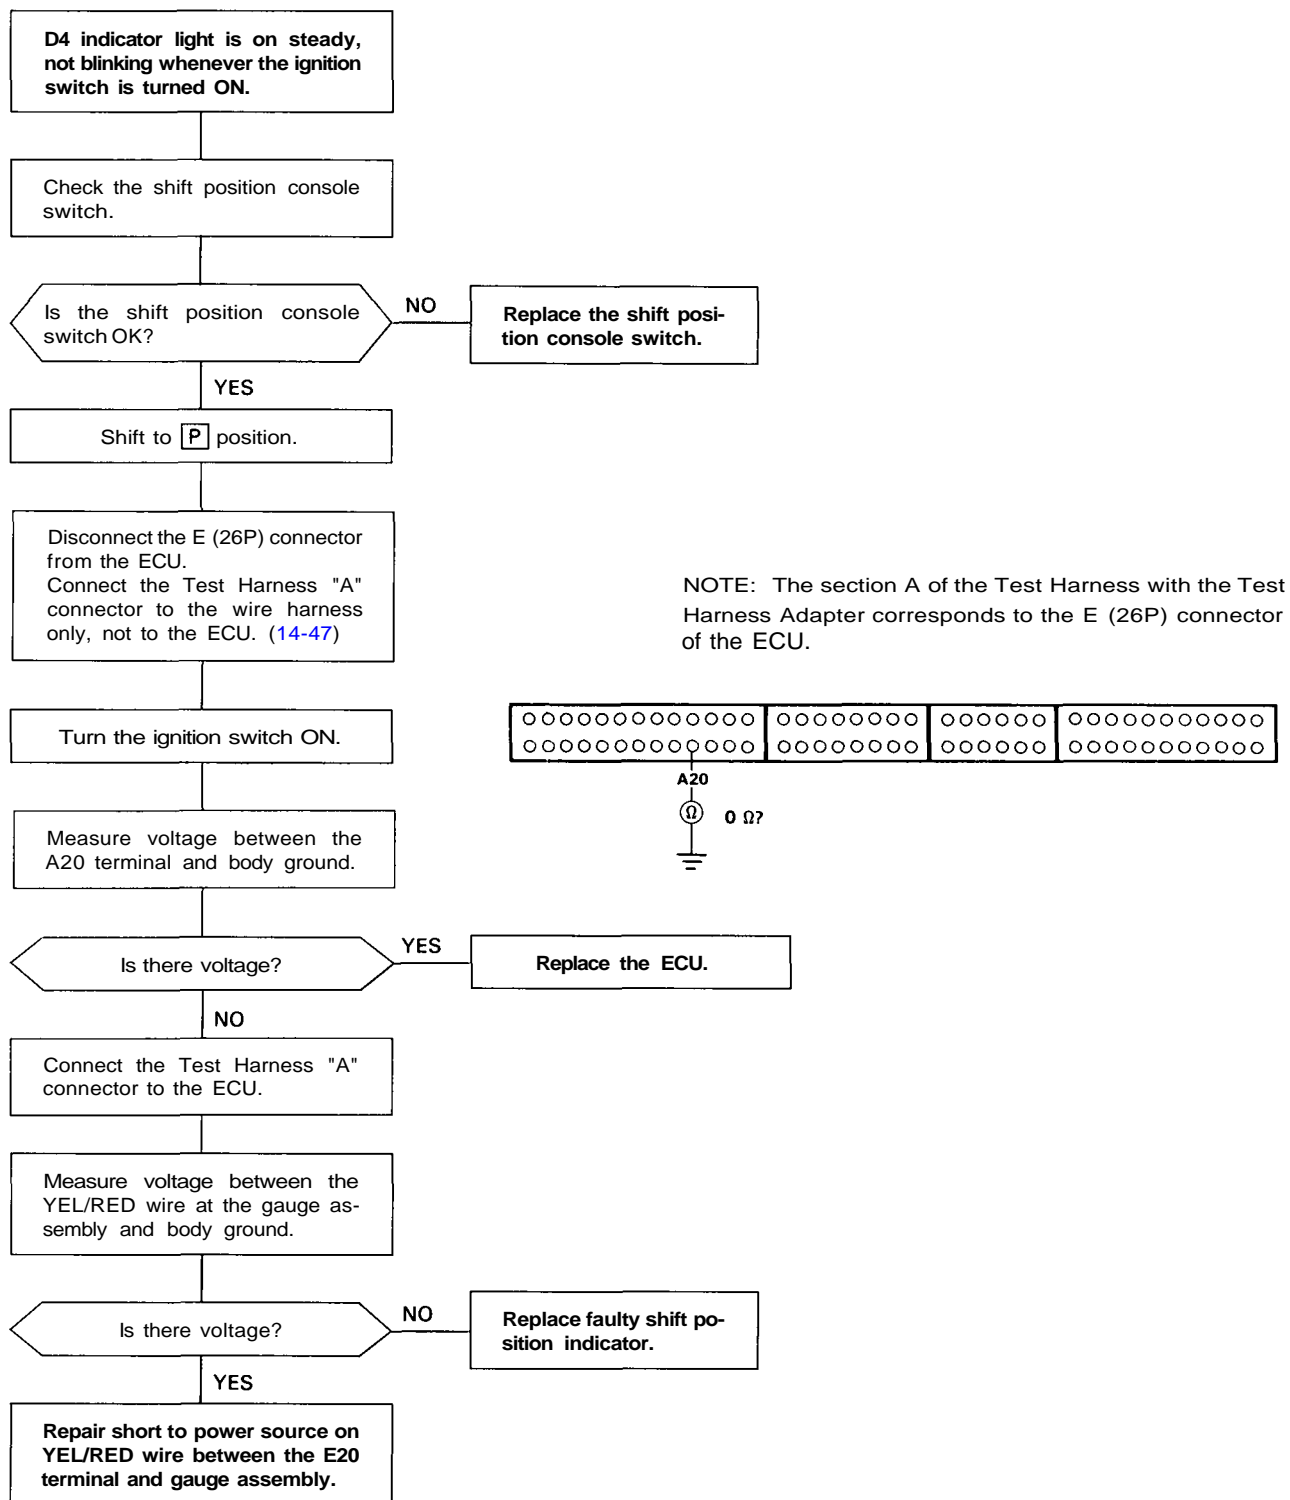 D4 indicator light is on steady,
not blinking whenever the ignition
switch is turned ON.
Check the shift position console
switch.
Is the shift position console
switch OK?
NO
Replace the shift posi-
tion console switch.
YES
Shift to P position.
Disconnect the E (26P) connector
from the ECU.
Connect the Test Harness "A"
connector to the wire harness
only, not to the ECU. (14-47)
NOTE: The section A of the Test Harness with the Test
Harness Adapter corresponds to the E (26P) connector
of the ECU.
Turn the ignition switch ON.
A20
Ω
0 Ω?
Measure voltage between the
A20 terminal and body ground.
Is there voltage?
YES
Replace the ECU.
NO
Connect the Test Harness "A"
connector to the ECU.
Measure voltage between the
YEL/RED wire at the gauge as-
sembly and body ground.
Is there voltage?
NO
Replace faulty shift po-
sition indicator.
YES
Repair short to power source on
YEL/RED wire between the E20
terminal and gauge assembly.